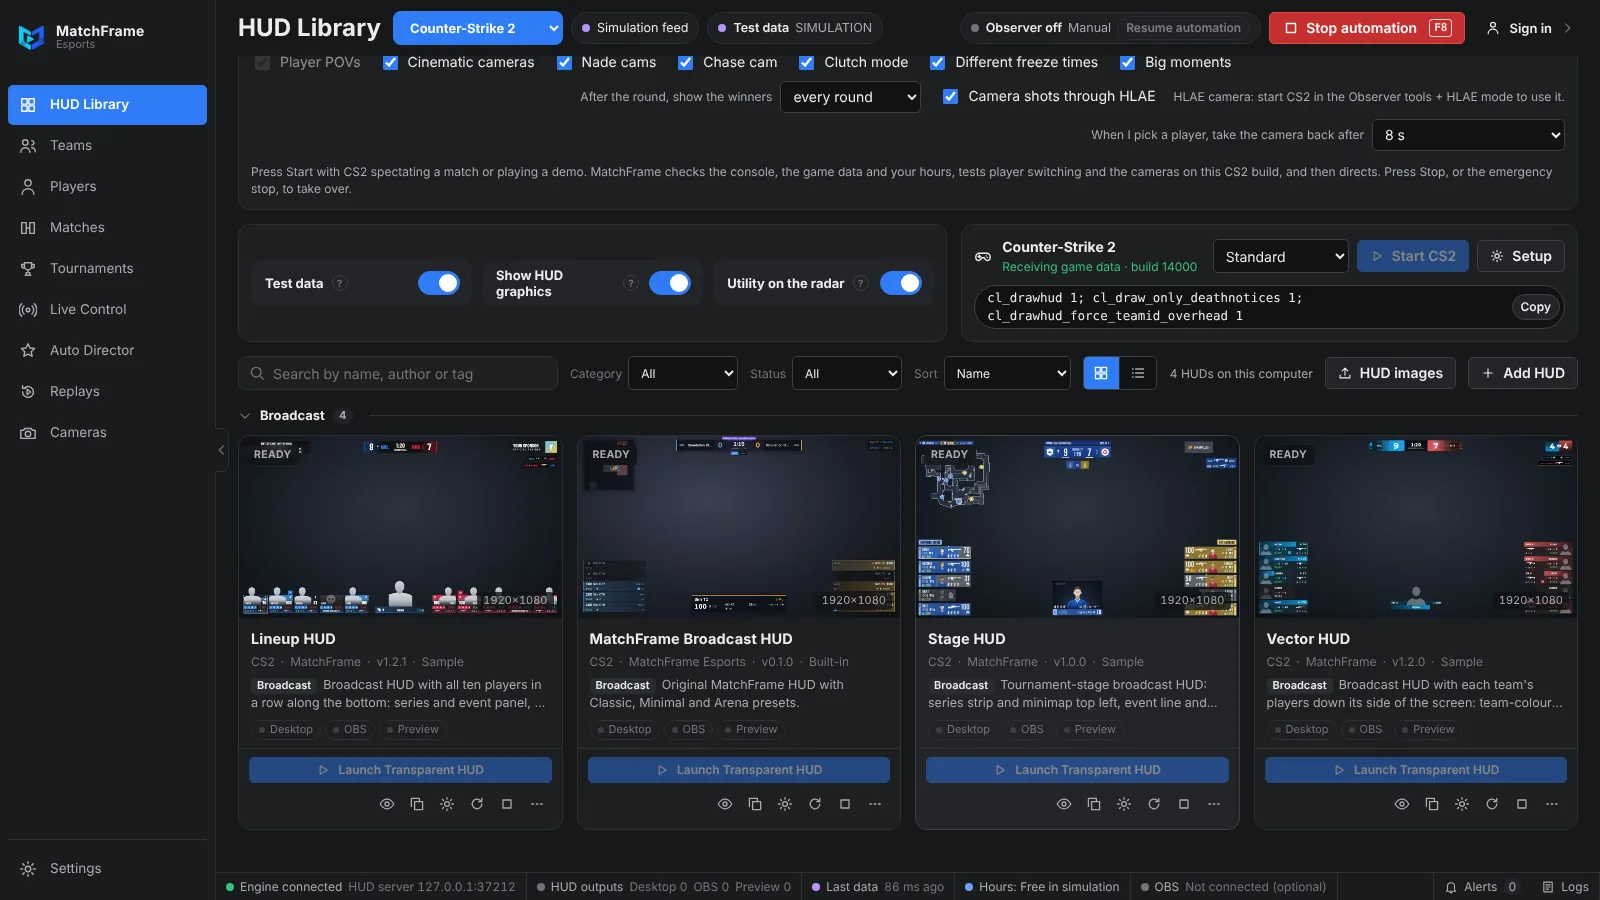 MatchFrame
Esports
HUD Library
Teams
Players
Matches
Tournaments
Live Control
Auto Director
Replays
Cameras
Settings
HUD Library
Counter-Strike 2
Simulation feed
Test data SIMULATION
Observer off Manual Resume automation
Stop automation F8
Sign in
Player POVs
Cinematic cameras
Nade cams
Chase cam
Clutch mode
Different freeze times
Big moments
After the round, show the winners every round
Camera shots through HLAE
HLAE camera: start CS2 in the Observer tools + HLAE mode to use it.
When I pick a player, take the camera back after 8 s
Press Start with CS2 spectating a match or playing a demo. MatchFrame checks the console, the game data and your hours, tests player switching and the cameras on this CS2 build, and then directs. Press Stop, or the emergency
stop, to take over.
Test data ?
Show HUD
graphics ?
Utility on the radar ?
Counter-Strike 2
Receiving game data · build 14000
Standard
Start CS2
Setup
cl_drawhud 1; cl_draw_only_deathnotices 1;
cl_drawhud_force_teamid_overhead 1
Copy
Search by name, author or tag
Category All
Status All
Sort Name
4 HUDs on this computer
HUD images
Add HUD
Broadcast 4
READY
1920×1080
Lineup HUD
CS2 · MatchFrame · v1.2.1 · Sample
Broadcast Broadcast HUD with all ten players in
a row along the bottom: series and event panel, ...
Desktop OBS Preview
Launch Transparent HUD
READY
1920×1080
MatchFrame Broadcast HUD
CS2 · MatchFrame Esports · v0.1.0 · Built-in
Broadcast Original MatchFrame HUD with
Classic, Minimal and Arena presets.
Desktop OBS Preview
Launch Transparent HUD
READY
1920×1080
Stage HUD
CS2 · MatchFrame · v1.0.0 · Sample
Broadcast Tournament-stage broadcast HUD:
series strip and minimap top left, event line and...
Desktop OBS Preview
Launch Transparent HUD
READY
1920×1080
Vector HUD
CS2 · MatchFrame · v1.2.0 · Sample
Broadcast Broadcast HUD with each team's
players down its side of the screen: team-colour...
Desktop OBS Preview
Launch Transparent HUD
Engine connected HUD server 127.0.0.1:37212
HUD outputs Desktop 0 OBS 0 Preview 0
Last data 86 ms ago
Hours: Free in simulation
OBS Not connected (optional)
Alerts 0
Logs